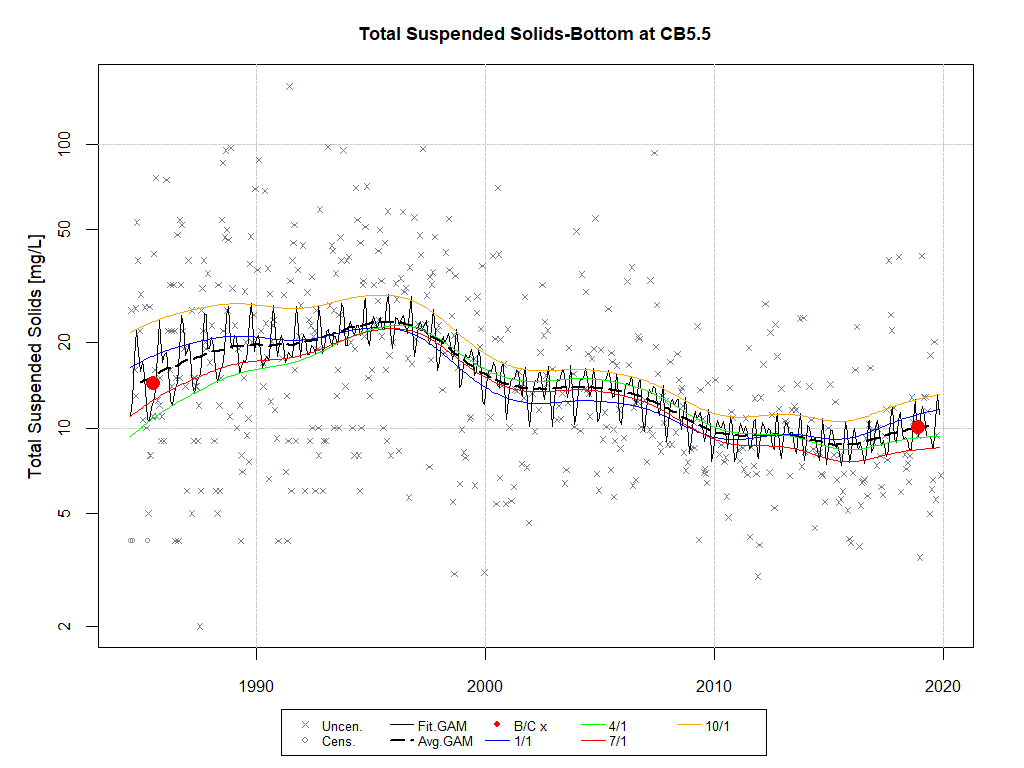 Total Suspended Solids-Bottom at CB5.5
Total Suspended Solids [mg/L]
100
50
20
10
5
2
1990 2000 2010 2020
Uncen. Fit.GAM B/C x 4/1 10/1
Cens. Avg.GAM 1/1 7/1